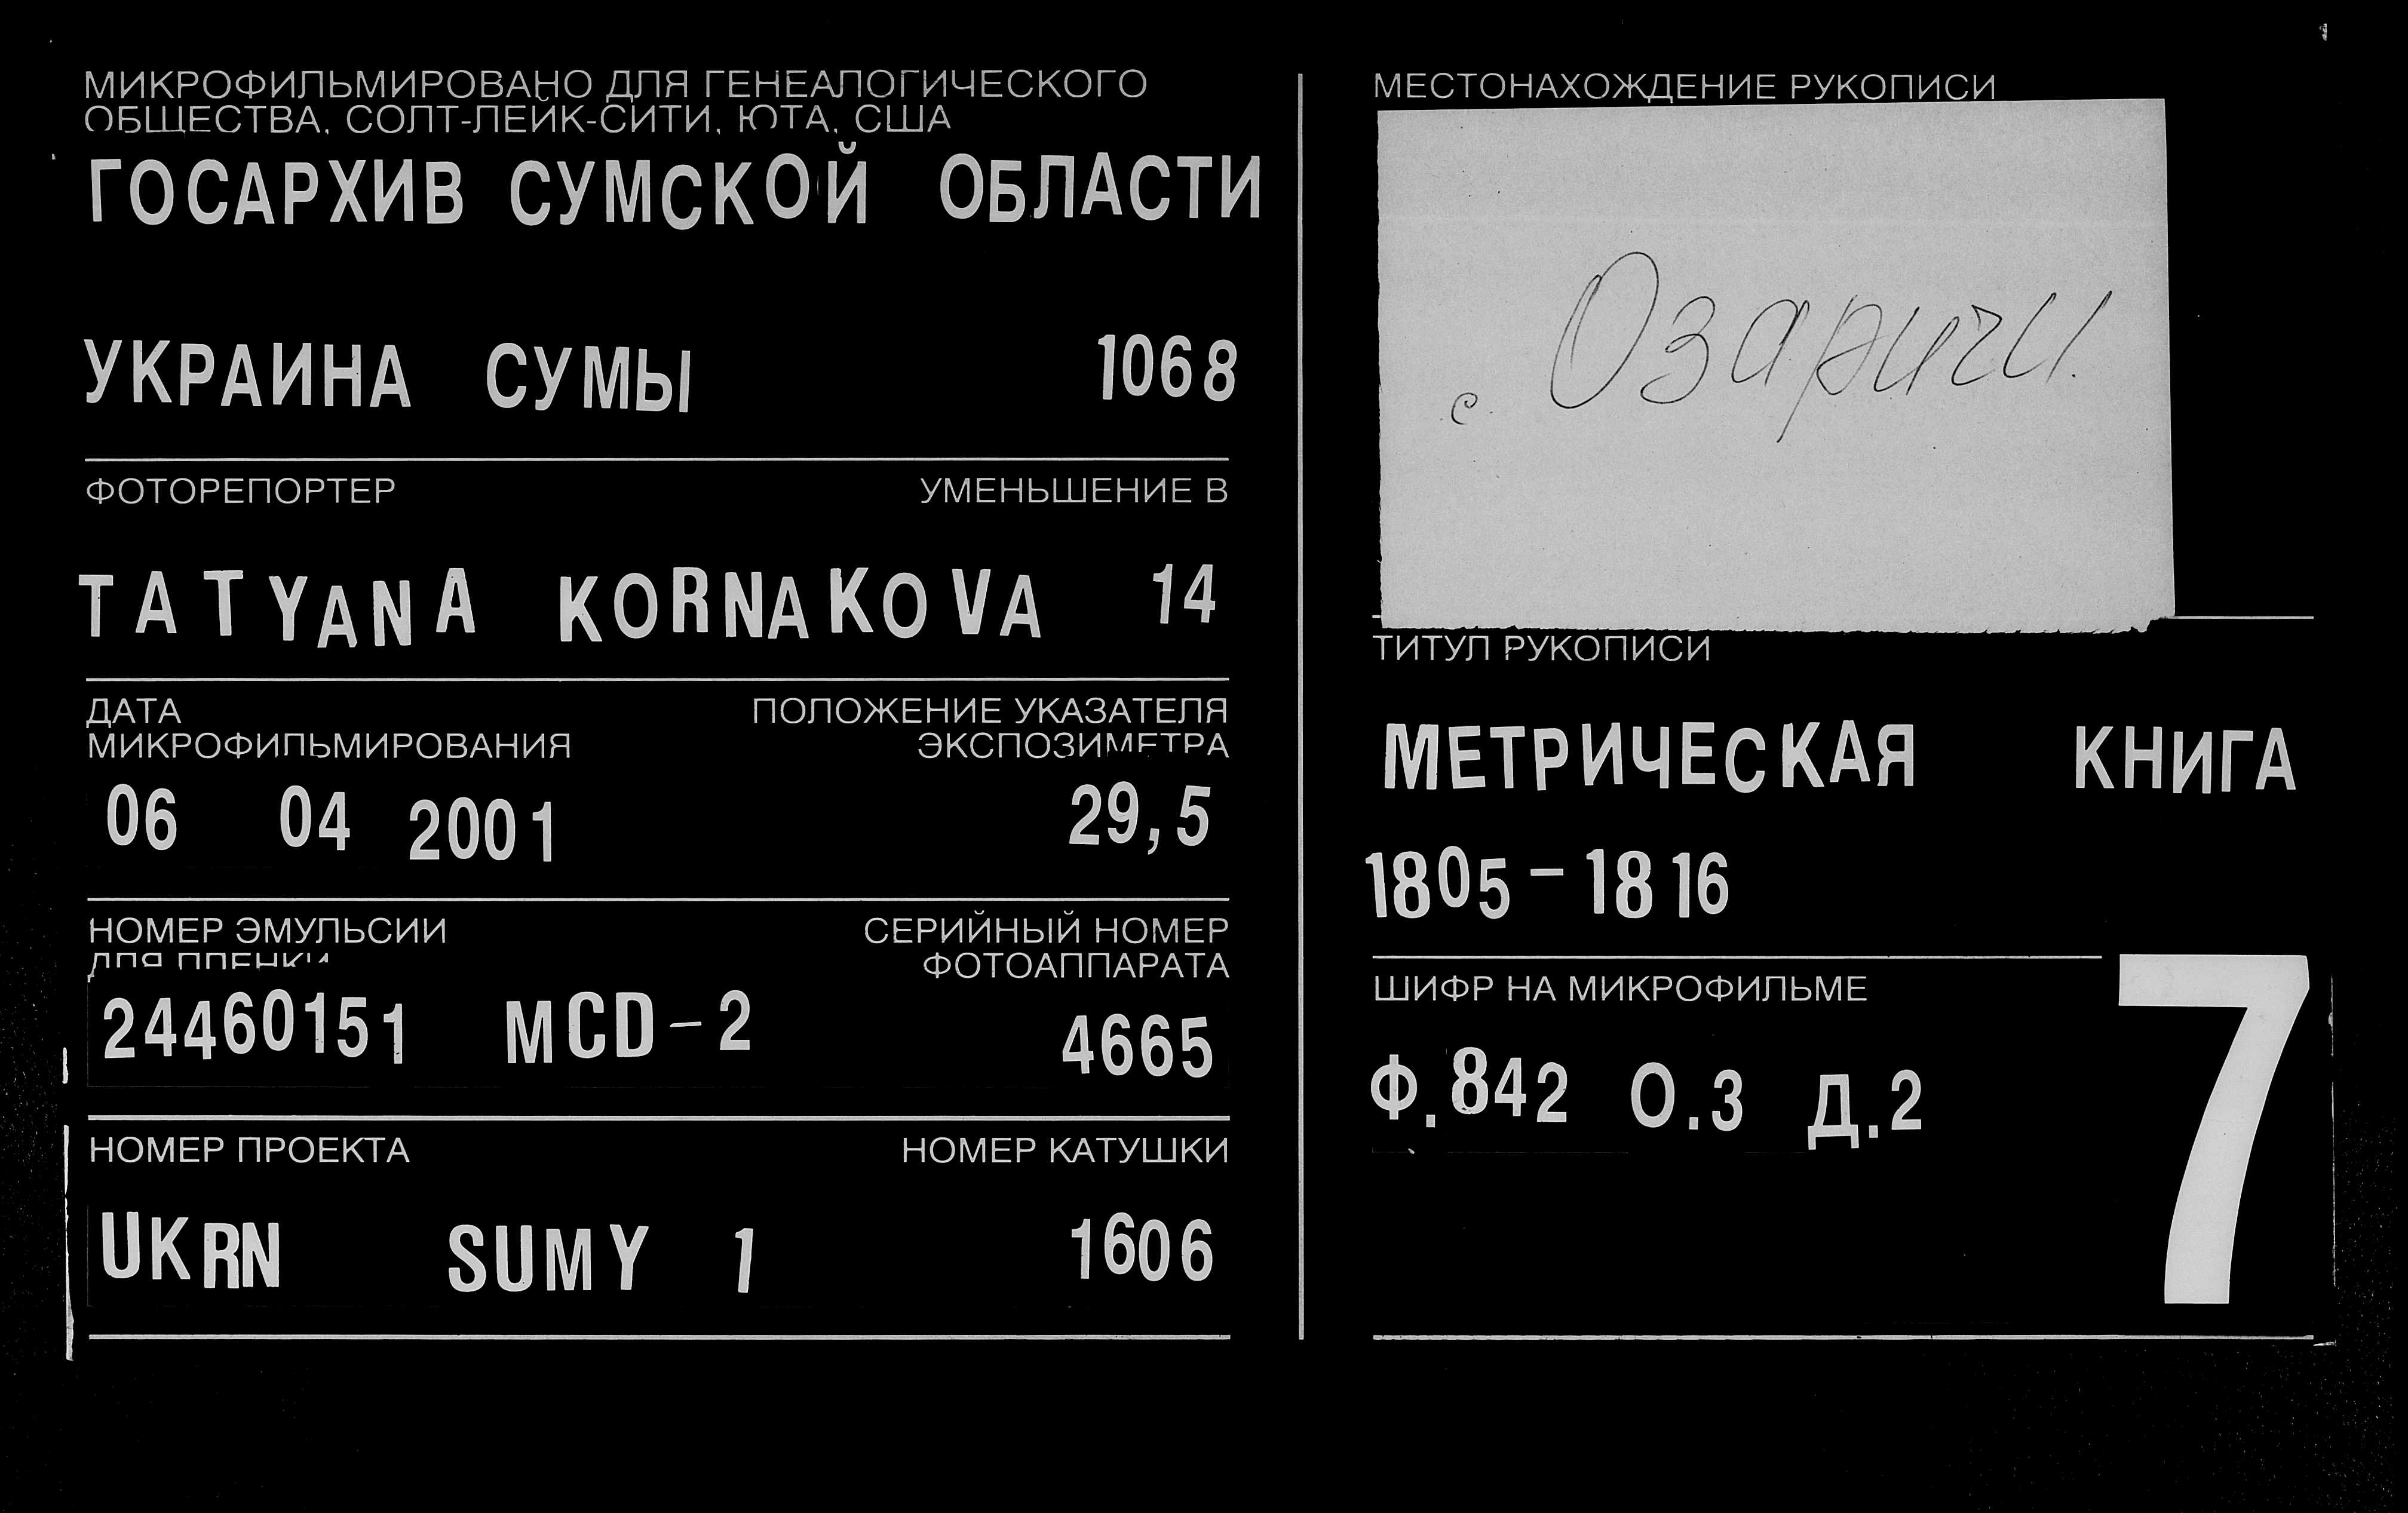 МИКРОФИЛЬМИРОВАНО ДЛЯ ГЕНЕАЛОГИЧЕСКОГО
ОБЩЕСТВА, СОЛТ-ЛЕЙК-СИТИ, ЮТА, США
ГОСАРХИВ СУМСКОЙ ОБЛАСТИ
УКРАИНА СУМЫ 1068
ФОТОРЕПОРТЕР УМЕНЬШЕНИЕ В
TATYANA KORNAKOVA 14
ДАТА ПОЛОЖЕНИЕ УКАЗАТЕЛЯ
МИКРОФИЛЬМИРОВАНИЯ ЭКСПОЗИМЕТРА
06 04 2001 29,5
НОМЕР ЭМУЛЬСИИ СЕРИЙНЫЙ НОМЕР
ДЛЯ ПЛЕНКИ ФОТОАППАРАТА
24460151 MCD-2 4665
НОМЕР ПРОЕКТА НОМЕР КАТУШКИ
UKRN SUMY 1 1606
МЕСТОНАХОЖДЕНИЕ РУКОПИСИ
с. Озаричи.
ТИТУЛ РУКОПИСИ
МЕТРИЧЕСКАЯ КНИГА
1805-1816
ШИФР НА МИКРОФИЛЬМЕ
Ф.842 О.3 Д.2
7